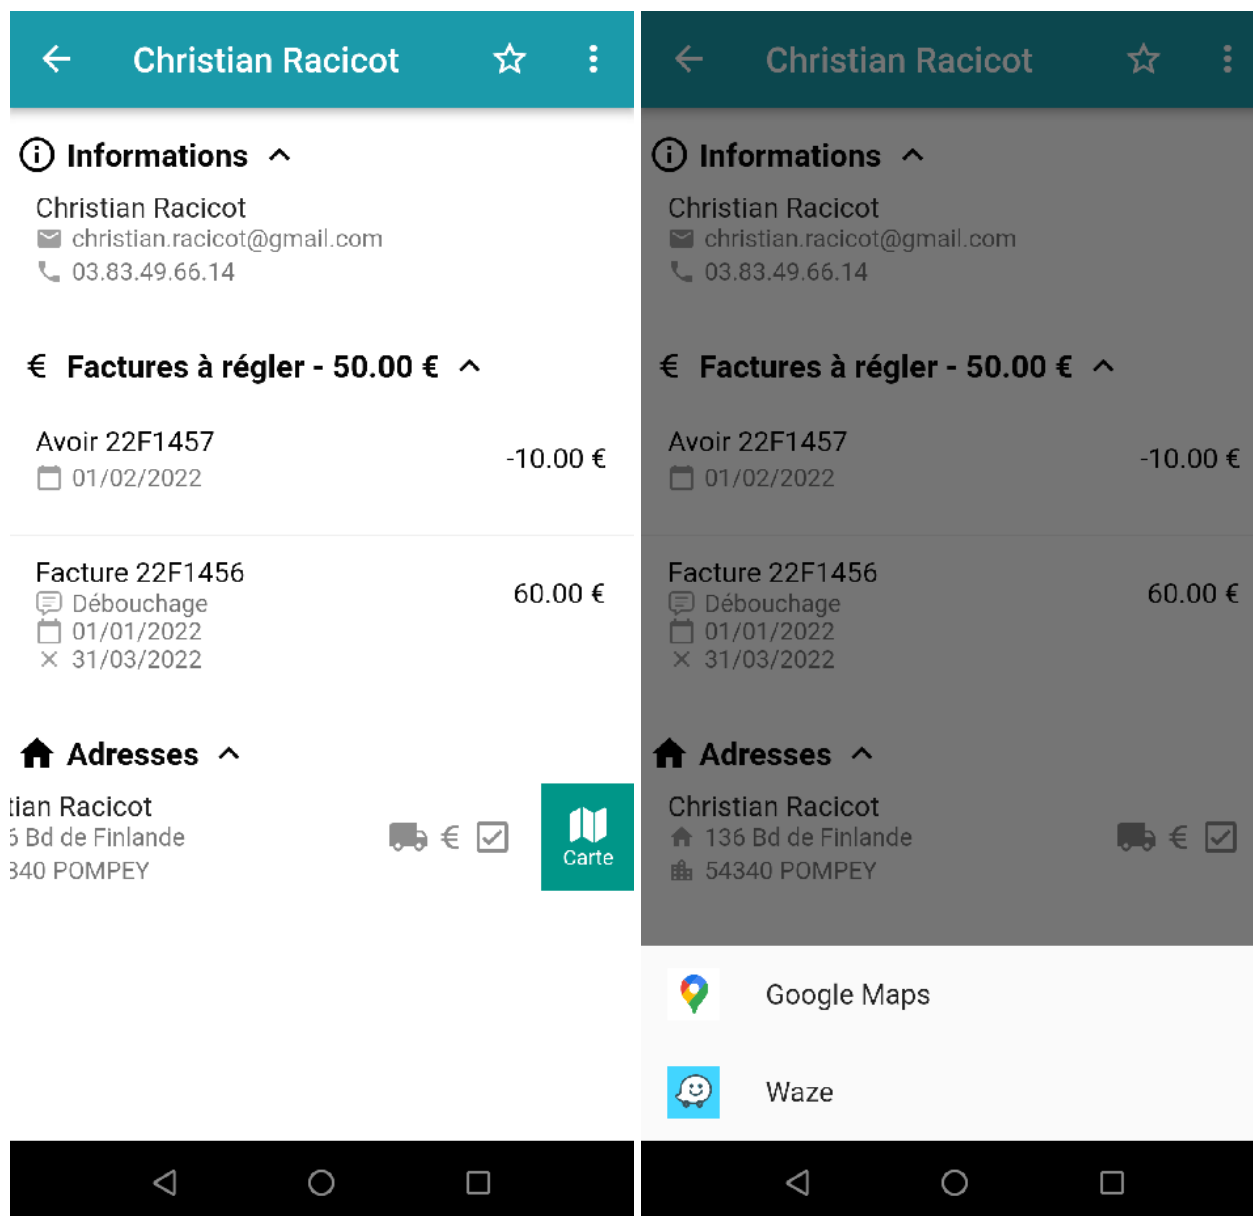 Christian Racicot
Informations
Christian Racicot
christian.racicot@gmail.com
03.83.49.66.14
€ Factures à régler - 50.00 €
Avoir 22F1457
-10.00 €
01/02/2022
Facture 22F1456
60.00 €
Débouchage
01/01/2022
31/03/2022
Adresses
tian Racicot
6 Bd de Finlande
€
340 POMPEY
Carte
Christian Racicot
Informations
Christian Racicot
christian.racicot@gmail.com
03.83.49.66.14
€ Factures à régler - 50.00 €
Avoir 22F1457
-10.00 €
01/02/2022
Facture 22F1456
60.00 €
Débouchage
01/01/2022
31/03/2022
Adresses
Christian Racicot
136 Bd de Finlande
€
54340 POMPEY
Google Maps
Waze